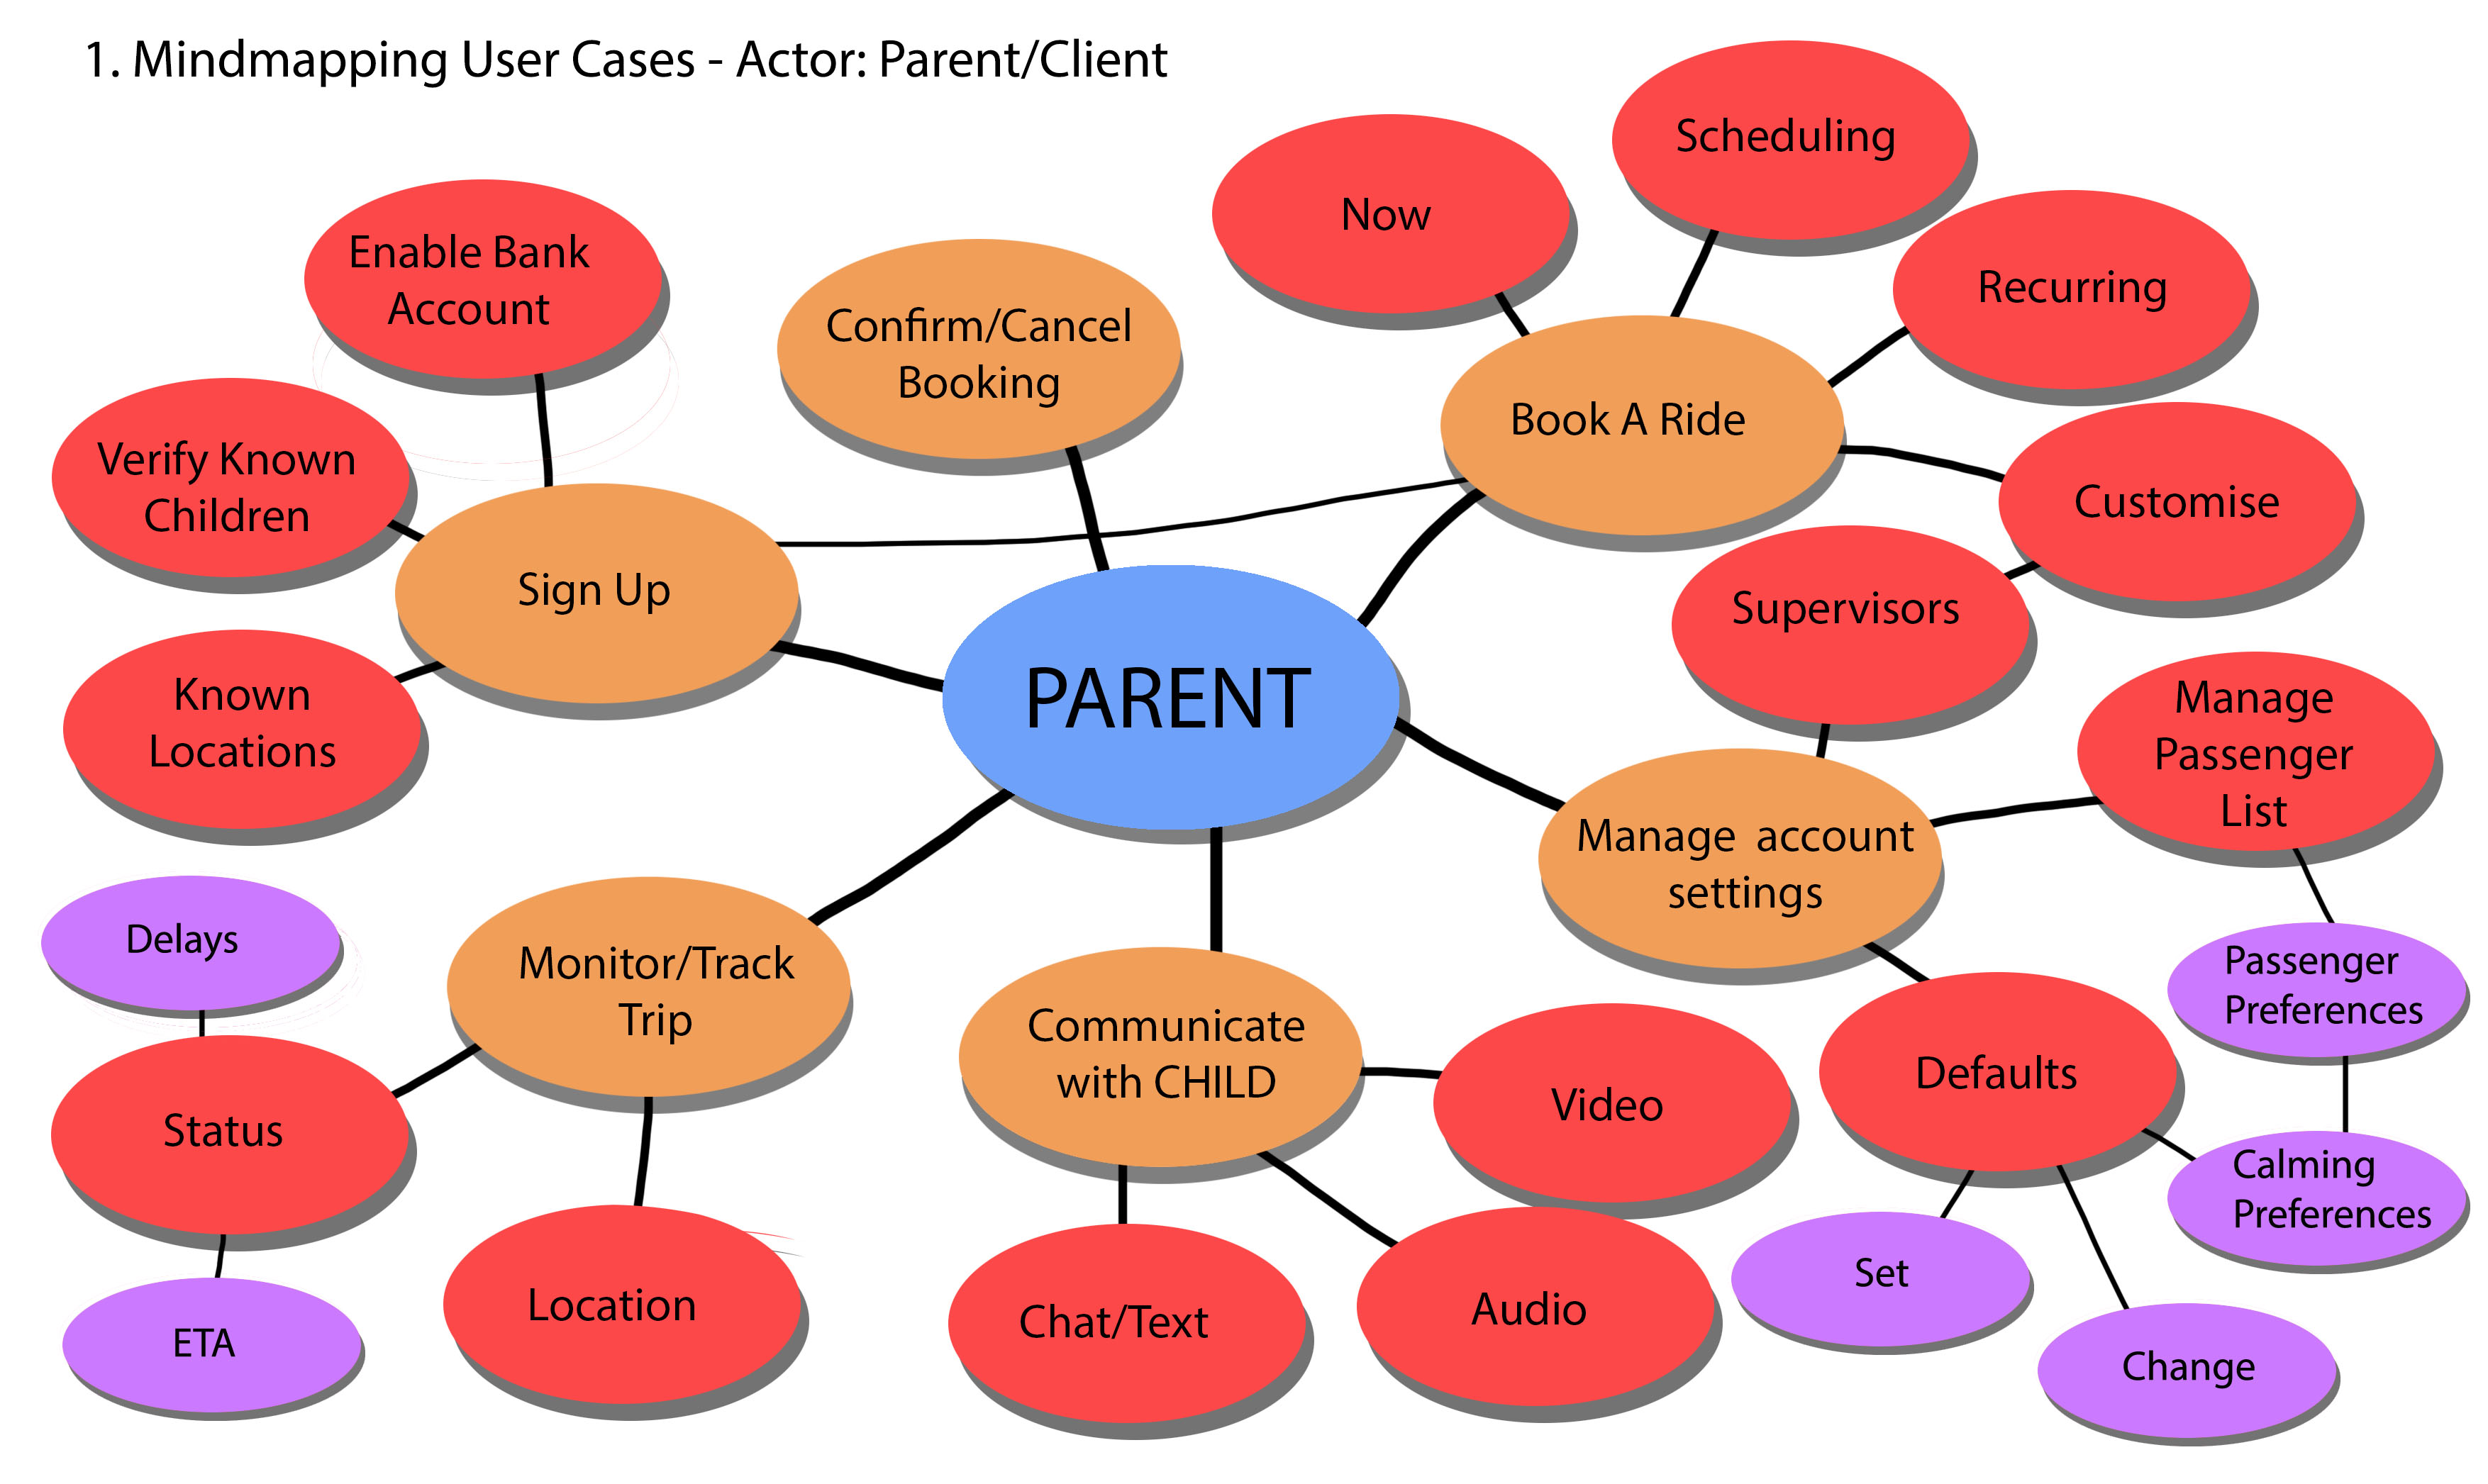 1. Mindmapping User Cases - Actor: Parent/Client
Scheduling
Now
Enable Bank
Account
Recurring
Confirm/Cancel
Booking
Book A Ride
Verify Known
Children
Customise
Sign Up
Supervisors
Known
Locations
PARENT
Manage
Passenger
List
Manage account
settings
Delays
Monitor/Track
Trip
Passenger
Preferences
Communicate
with CHILD
Defaults
Video
Status
Calming
Preferences
Set
Location
Audio
Chat/Text
ETA
Change